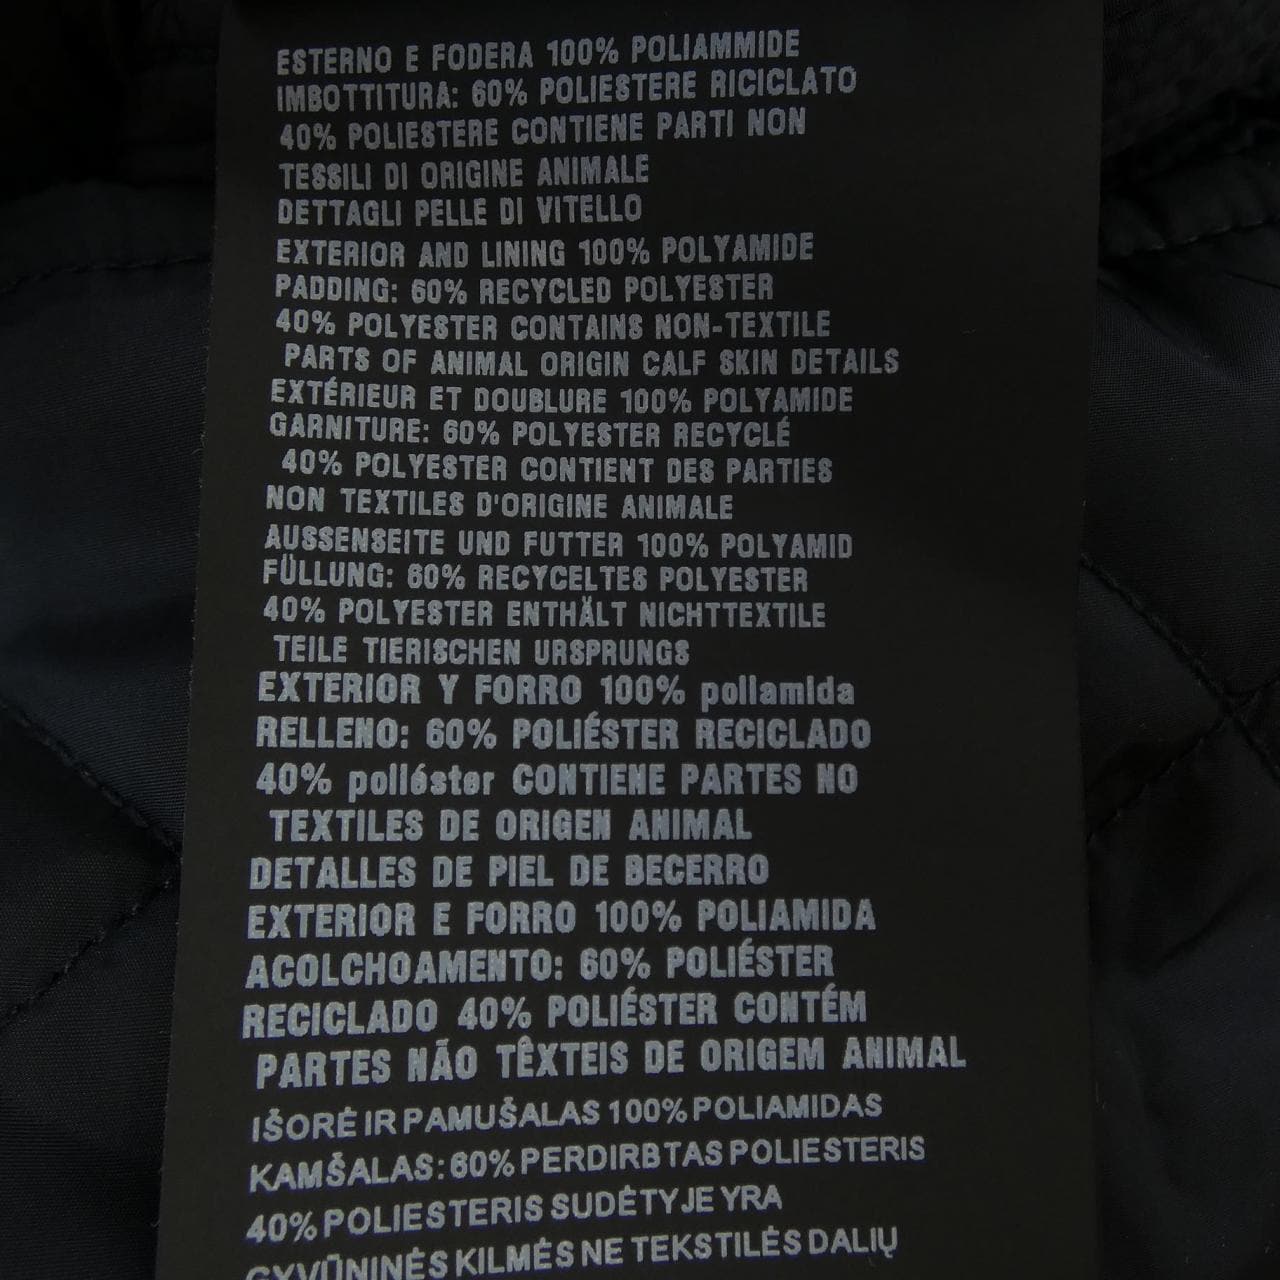 ESTERNO E FODERA 100% POLIAMMIDE
IMBOTTITURA: 60% POLIESTERE RICICLATO
40% POLIESTERE CONTIENE PARTI NON
TESSILI DI ORIGINE ANIMALE
DETTAGLI PELLE DI VITELLO
EXTERIOR AND LINING 100% POLYAMIDE
PADDING: 60% RECYCLED POLYESTER
40% POLYESTER CONTAINS NON-TEXTILE
PARTS OF ANIMAL ORIGIN CALF SKIN DETAILS
EXTÉRIEUR ET DOUBLURE 100% POLYAMIDE
GARNITURE: 60% POLYESTER RECYCLÉ
40% POLYESTER CONTIENT DES PARTIES
NON TEXTILES D'ORIGINE ANIMALE
AUSSENSEITE UND FUTTER 100% POLYAMID
FÜLLUNG: 60% RECYCELTES POLYESTER
40% POLYESTER ENTHÄLT NICHTTEXTILE
TEILE TIERISCHEN URSPRUNGS
EXTERIOR Y FORRO 100% poliamida
RELLENO: 60% POLIÉSTER RECICLADO
40% poliéster CONTIENE PARTES NO
TEXTILES DE ORIGEN ANIMAL
DETALLES DE PIEL DE BECERRO
EXTERIOR E FORRO 100% POLIAMIDA
ACOLCHOAMENTO: 60% POLIÉSTER
RECICLADO 40% POLIÉSTER CONTÉM
PARTES NÃO TÊXTEIS DE ORIGEM ANIMAL
IŠORĖ IR PAMUŠALAS 100% POLIAMIDAS
KAMŠALAS: 60% PERDIRBTAS POLIESTERIS
40% POLIESTERIS SUDĖTYJE YRA
GYVŪNINĖS KILMĖS NE TEKSTILĖS DALIŲ